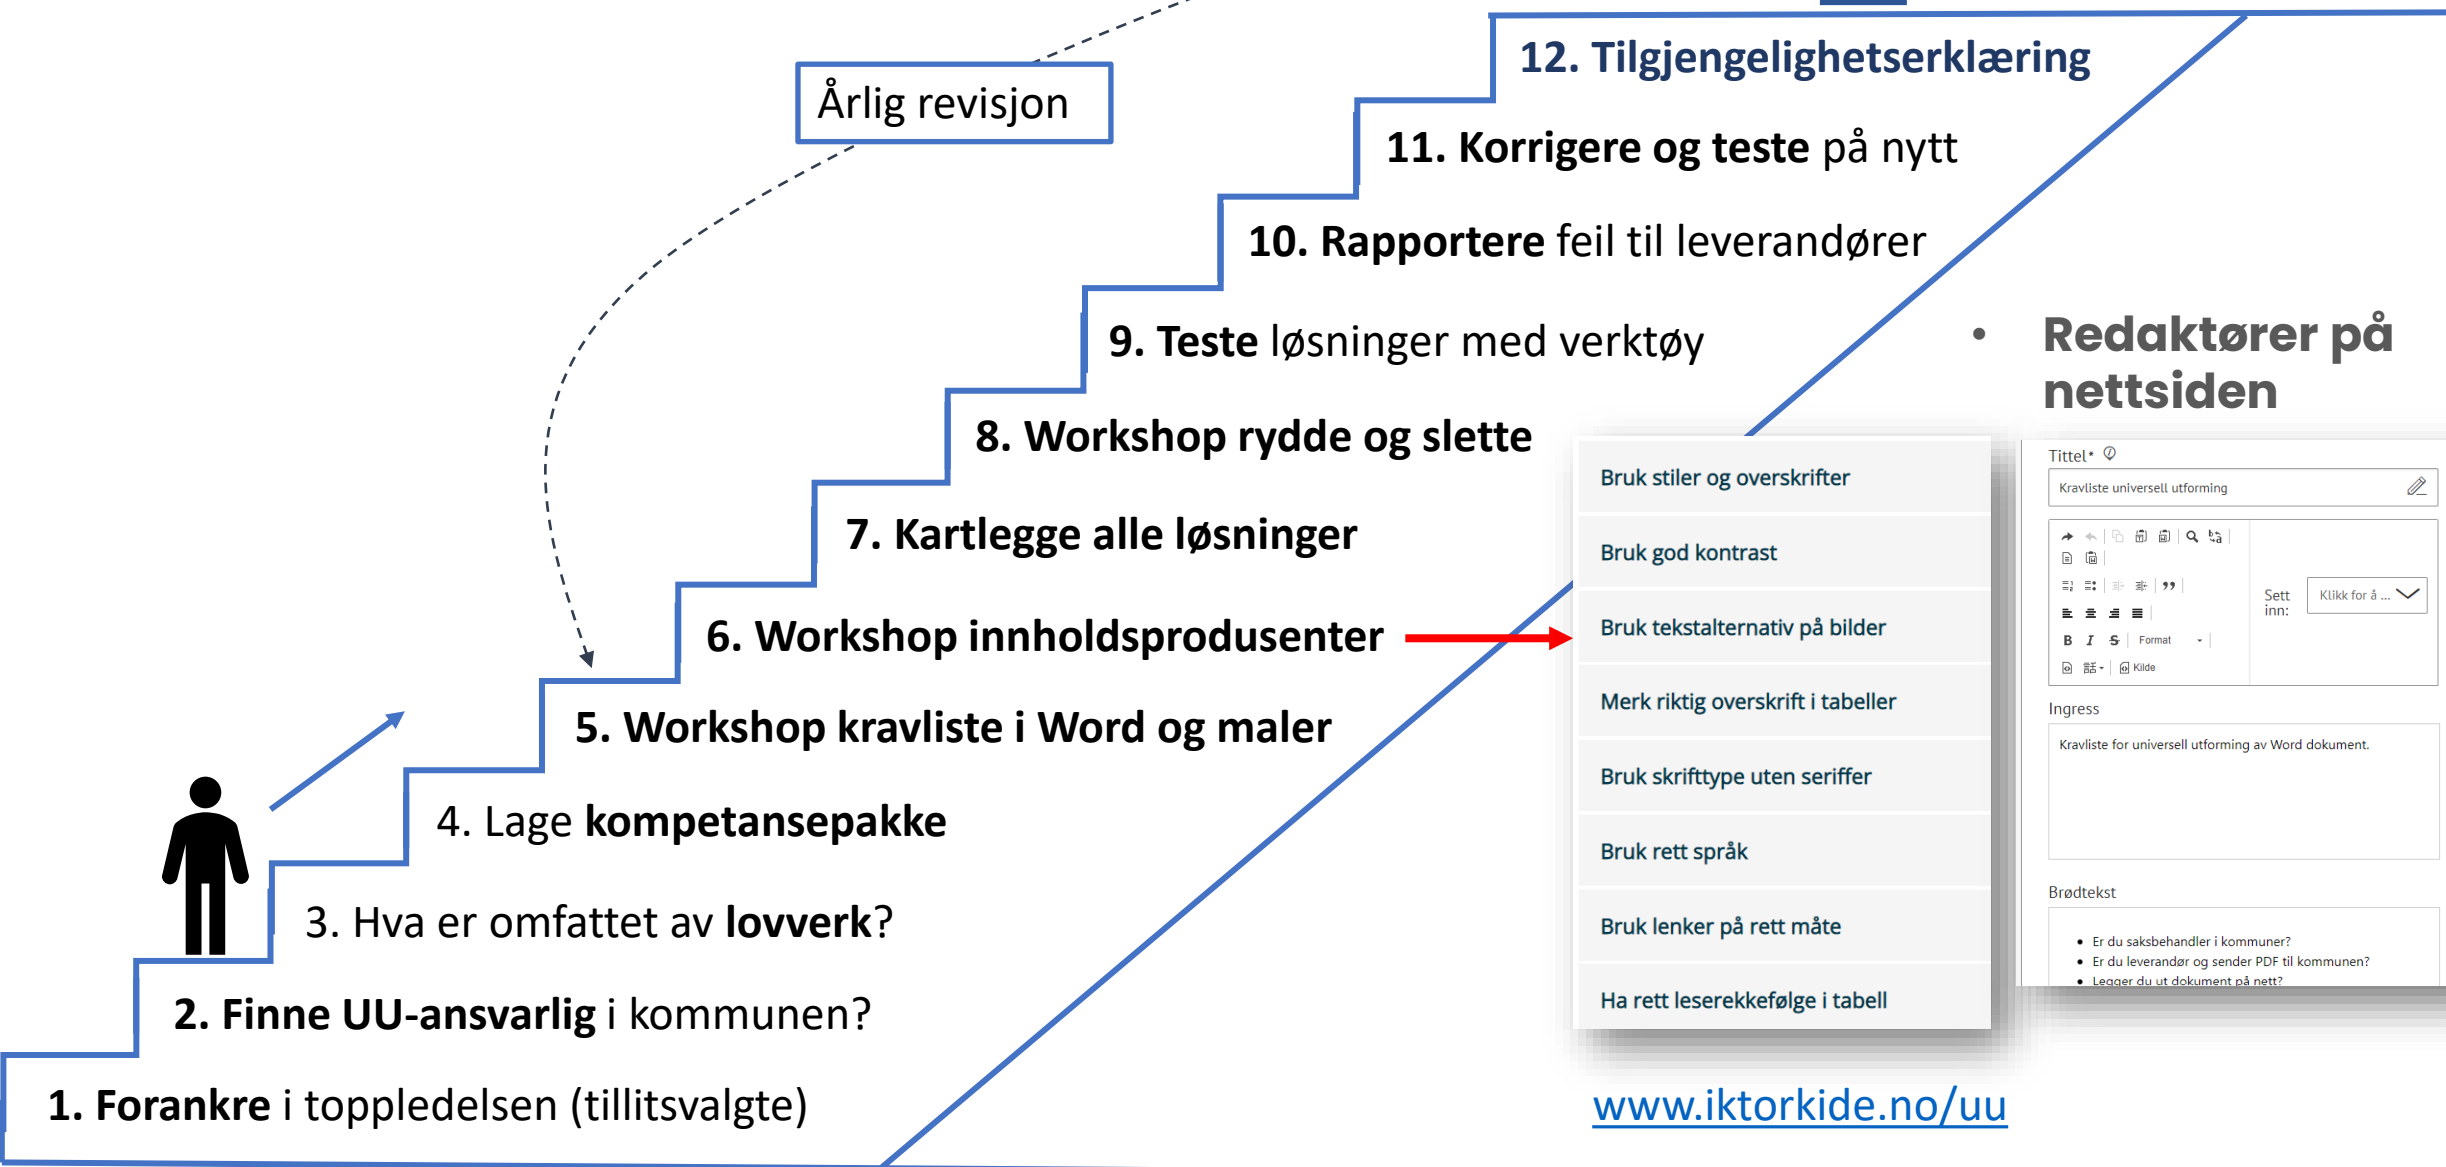 12. Tilgjengelighetserklæring
Årlig revisjon
11. Korrigere og teste på nytt
10. Rapportere feil til leverandører
9. Teste løsninger med verktøy
8. Workshop rydde og slette
7. Kartlegge alle løsninger
6. Workshop innholdsprodusenter
5. Workshop kravliste i Word og maler
4. Lage kompetansepakke
3. Hva er omfattet av lovverk?
2. Finne UU-ansvarlig i kommunen?
1. Forankre i toppledelsen (tillitsvalgte)
Bruk stiler og overskrifter
Bruk god kontrast
Bruk tekstalternativ på bilder
Merk riktig overskrift i tabeller
Bruk skrifttype uten seriffer
Bruk rett språk
Bruk lenker på rett måte
Ha rett leserekkefølge i tabell
www.iktorkide.no/uu
• Redaktører på
nettsiden
Tittel*
Kravliste universell utforming
Sett
inn:
Klikk for å ...
B I S Format
Kilde
Ingress
Kravliste for universell utforming av Word dokument.
Brødtekst
• Er du saksbehandler i kommuner?
• Er du leverandør og sender PDF til kommunen?
• Legger du ut dokument på nett?